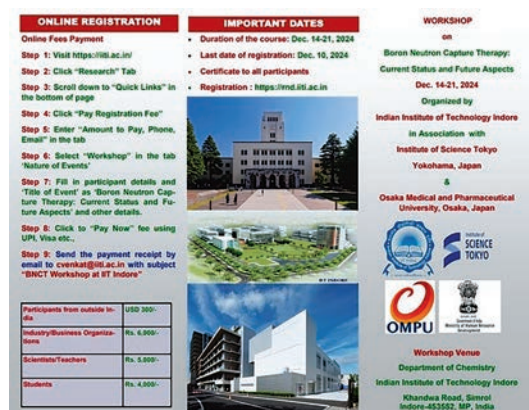 ONLINE REGISTRATION
Online Fees Payment
Step 1: Visit https://iiti.ac.in/
Step 2: Click "Research" Tab
Step 3: Scroll down to "Quick Links" in
the bottom of page
Step 4: Click "Pay Registration Fee"
Step 5: Enter "Amount to Pay, Phone,
Email" in the tab
Step 6: Select "Workshop" in the tab
'Nature of Events'
Step 7: Fill in participant details and
'Title of Event' as 'Boron Neutron Cap-
ture Therapy: Current Status and Fu-
ture Aspects' and other details.
Step 8: Click to "Pay Now" fee using
UPI, Visa etc.,
Step 9: Send the payment receipt by
email to cvenkat@iiti.ac.in with subject
"BNCT Workshop at IIT Indore"
Participants from outside In-
dia
USD 300/-
Industry/Business Organiza-
tions
Rs. 6,000/-
Scientists/Teachers
Rs. 5,000/-
Students
Rs. 4,000/-
IMPORTANT DATES
• Duration of the course: Dec. 14-21, 2024
• Last date of registration: Dec. 10, 2024
• Certificate to all participants
• Registration : https://rnd.iiti.ac.in
WORKSHOP
on
Boron Neutron Capture Therapy:
Current Status and Future Aspects
Dec. 14-21, 2024
Organized by
Indian Institute of Technology Indore
in Association with
Institute of Science Tokyo
Yokohama, Japan
&
Osaka Medical and Pharmaceutical
University, Osaka, Japan
Institute of
SCIENCE
TOKYO
OMPU
Workshop Venue
Department of Chemistry
Indian Institute of Technology Indore
Khandwa Road, Simrol
Indore-453552, MP, India